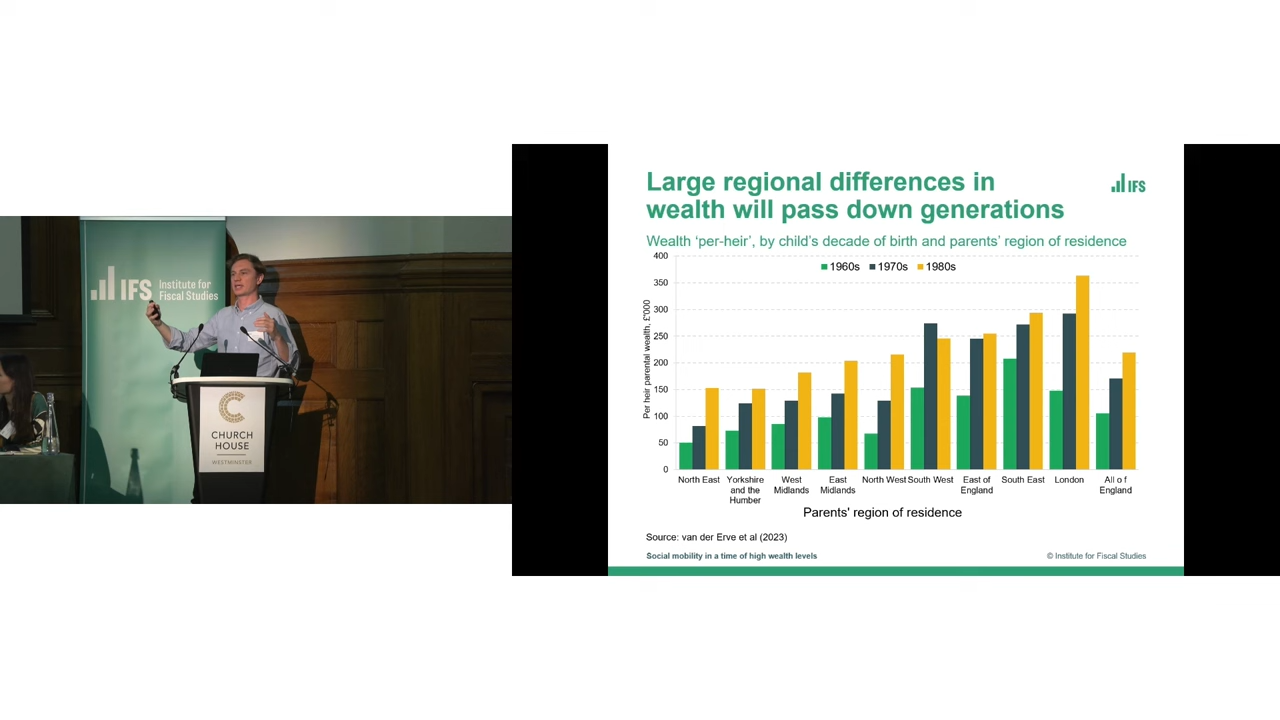 IFS
Institute for
Fiscal Studies
CHURCH
HOUSE
WESTMINSTER
Large regional differences in
wealth will pass down generations
IFS
Wealth ‘per-heir’, by child’s decade of birth and parents’ region of residence
1960s 1970s 1980s
Per heir parental wealth, £'000
400
350
300
250
200
150
100
50
0
North East
Yorkshire
and the
Humber
West
Midlands
East
Midlands
North West
South West
East of
England
South East
London
All of
England
Parents' region of residence
Source: van der Erve et al (2023)
Social mobility in a time of high wealth levels
© Institute for Fiscal Studies